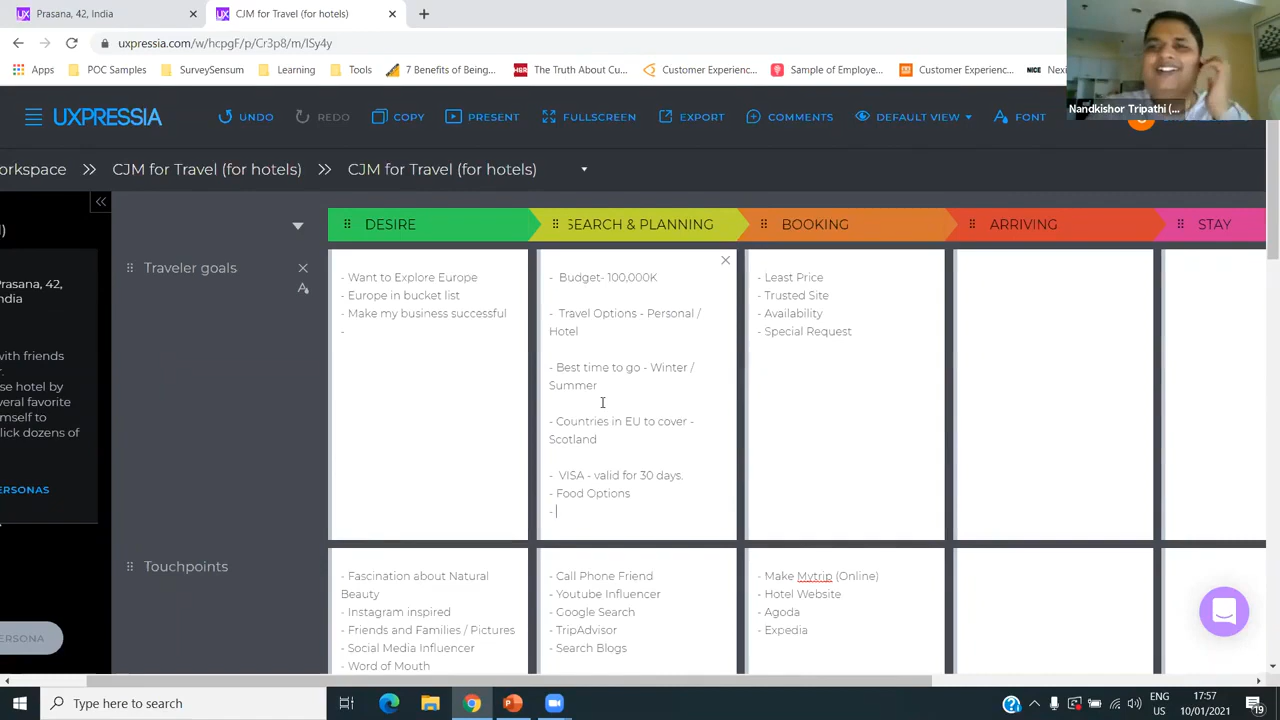 Prasana, 42, India
CJM for Travel (for hotels)
uxpressia.com/w/hcpgF/p/Cr3p8/m/lSy4y
Apps
POC Samples
SurveySensum
Learning
Tools
7 Benefits of Being...
The Truth About Cu...
Customer Experienc...
Sample of Employe...
Customer Experienc...
NICE
Nexi
Nandkishor Tripathi (...
UXPRESSIA
UNDO
REDO
COPY
PRESENT
FULLSCREEN
EXPORT
COMMENTS
DEFAULT VIEW
FONT
orkspace
CJM for Travel (for hotels)
CJM for Travel (for hotels)
DESIRE
SEARCH & PLANNING
BOOKING
ARRIVING
STAY
Prasana, 42,
ndia
with friends
r.
se hotel by
everal favorite
mself to
lick dozens of
ERSONAS
ERSONA
Traveler goals
- Want to Explore Europe
- Europe in bucket list
- Make my business successful
-
- Budget- 100,000K
- Travel Options - Personal /
Hotel
- Best time to go - Winter /
Summer
- Countries in EU to cover -
Scotland
- VISA - valid for 30 days.
- Food Options
-
- Least Price
- Trusted Site
- Availability
- Special Request
Touchpoints
- Fascination about Natural
Beauty
- Instagram inspired
- Friends and Families / Pictures
- Social Media Influencer
- Word of Mouth
- Call Phone Friend
- Youtube Influencer
- Google Search
- TripAdvisor
- Search Blogs
- Make Mytrip (Online)
- Hotel Website
- Agoda
- Expedia
Type here to search
ENG
G
17:57
10/01/2021
19